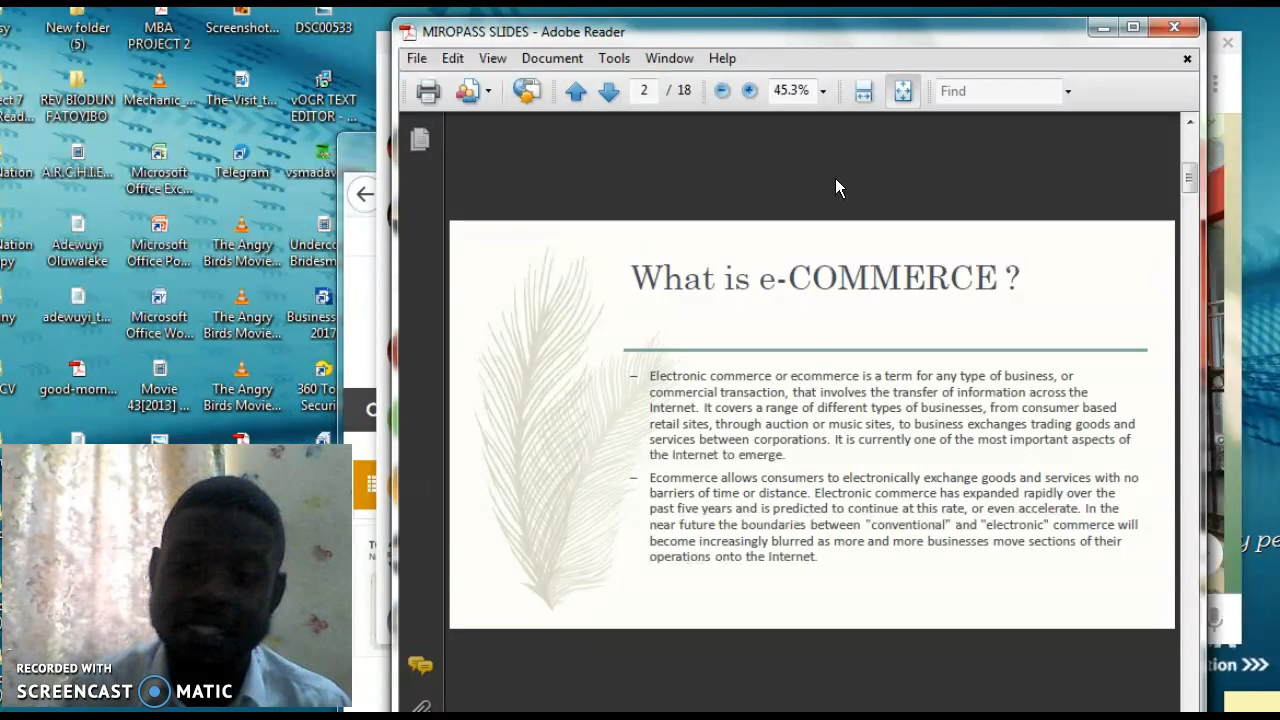 New folder
(5)
MBA
PROJECT 2
Screenshot...
DSC00533
REV BIODUN
FATOYIBO
Mechanic_...
The-Visit_t...
vOCR TEXT
EDITOR - ...
A.R.C.H.I.E...
Microsoft
Office Exc...
Telegram
vsmadav
Adewuyi
Oluwaleke
Microsoft
Office Po...
The Angry
Birds Movie...
Underco
Bridesm
adewuyi_t...
Microsoft
Office Wo...
The Angry
Birds Movie...
Business
2017
CV
good-morn...
Movie
43[2013] ...
The Angry
Birds Movie...
360 To
Securi
RECORDED WITH
SCREENCAST MATIC
MIROPASS SLIDES - Adobe Reader
File Edit View Document Tools Window Help
2 / 18 45.3% Find
What is e-COMMERCE ?
– Electronic commerce or ecommerce is a term for any type of business, or
commercial transaction, that involves the transfer of information across the
Internet. It covers a range of different types of businesses, from consumer based
retail sites, through auction or music sites, to business exchanges trading goods and
services between corporations. It is currently one of the most important aspects of
the Internet to emerge.
– Ecommerce allows consumers to electronically exchange goods and services with no
barriers of time or distance. Electronic commerce has expanded rapidly over the
past five years and is predicted to continue at this rate, or even accelerate. In the
near future the boundaries between "conventional" and "electronic" commerce will
become increasingly blurred as more and more businesses move sections of their
operations onto the Internet.